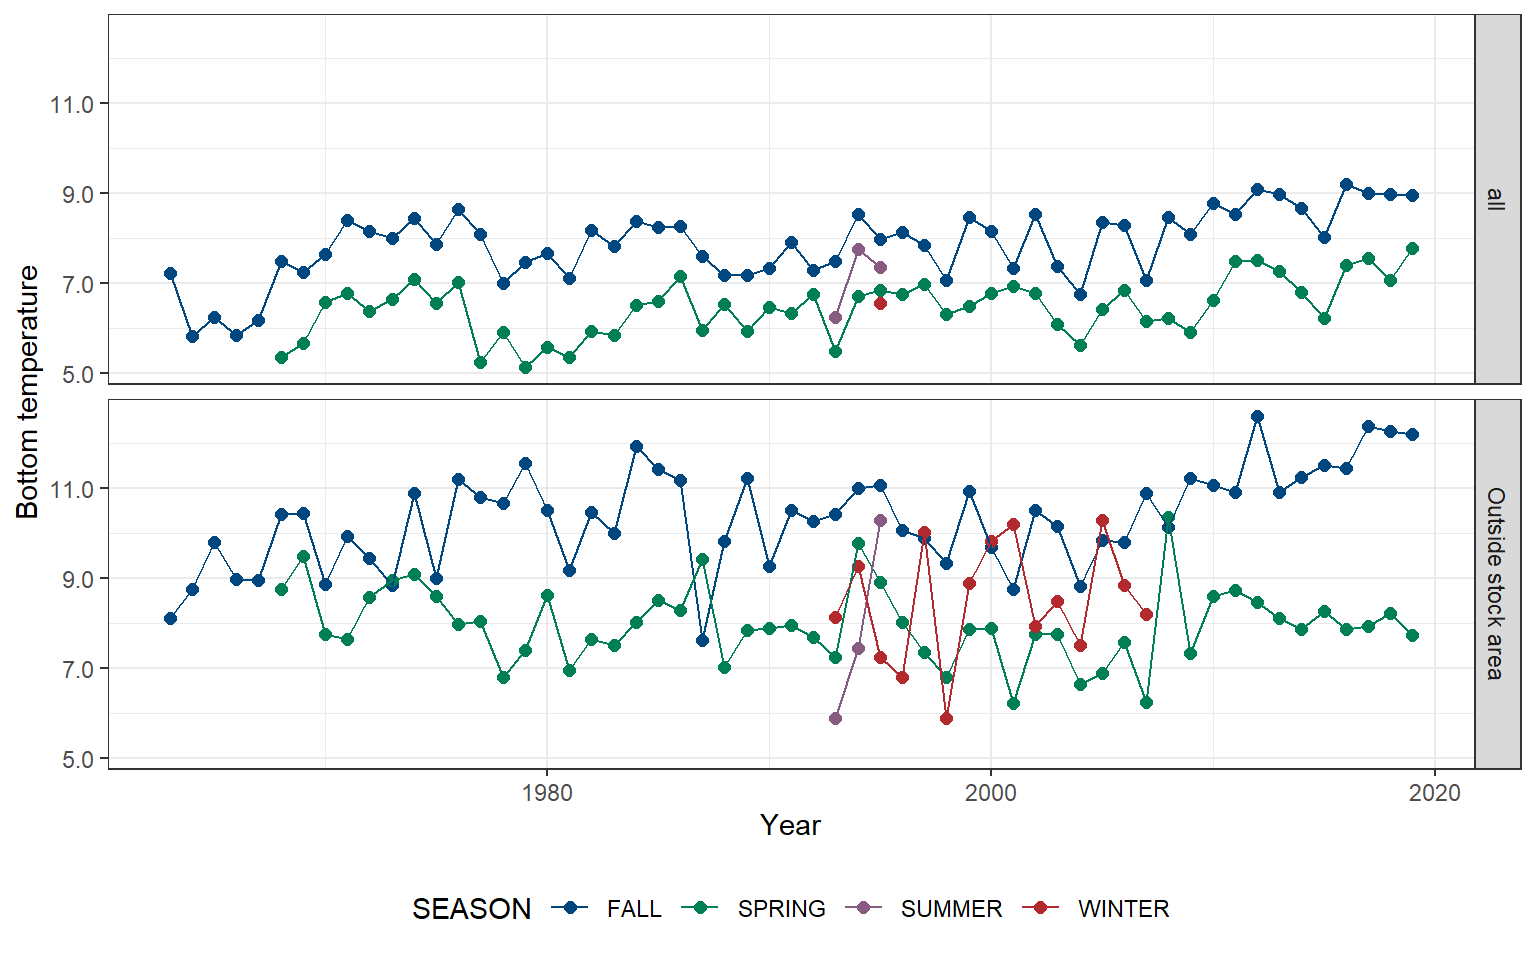 11.0
9.0
7.0
5.0
all
Bottom temperature
11.0
9.0
7.0
5.0
Outside stock area
1980 2000 2020
Year
SEASON FALL SPRING SUMMER WINTER